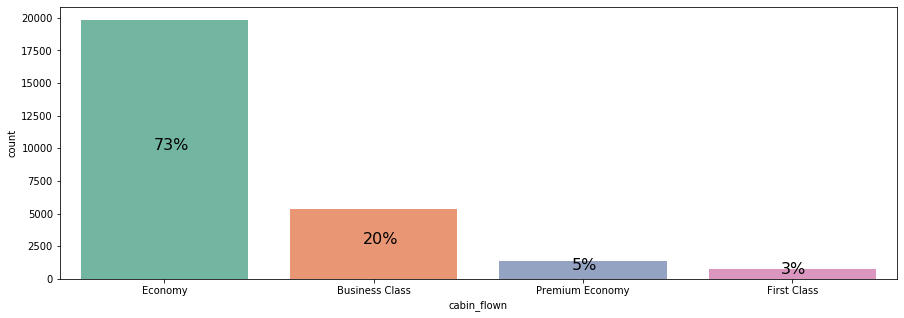 20000
17500
15000
12500
10000
7500
5000
2500
0
count
73%
20%
5%
3%
Economy
Business Class
Premium Economy
First Class
cabin_flown